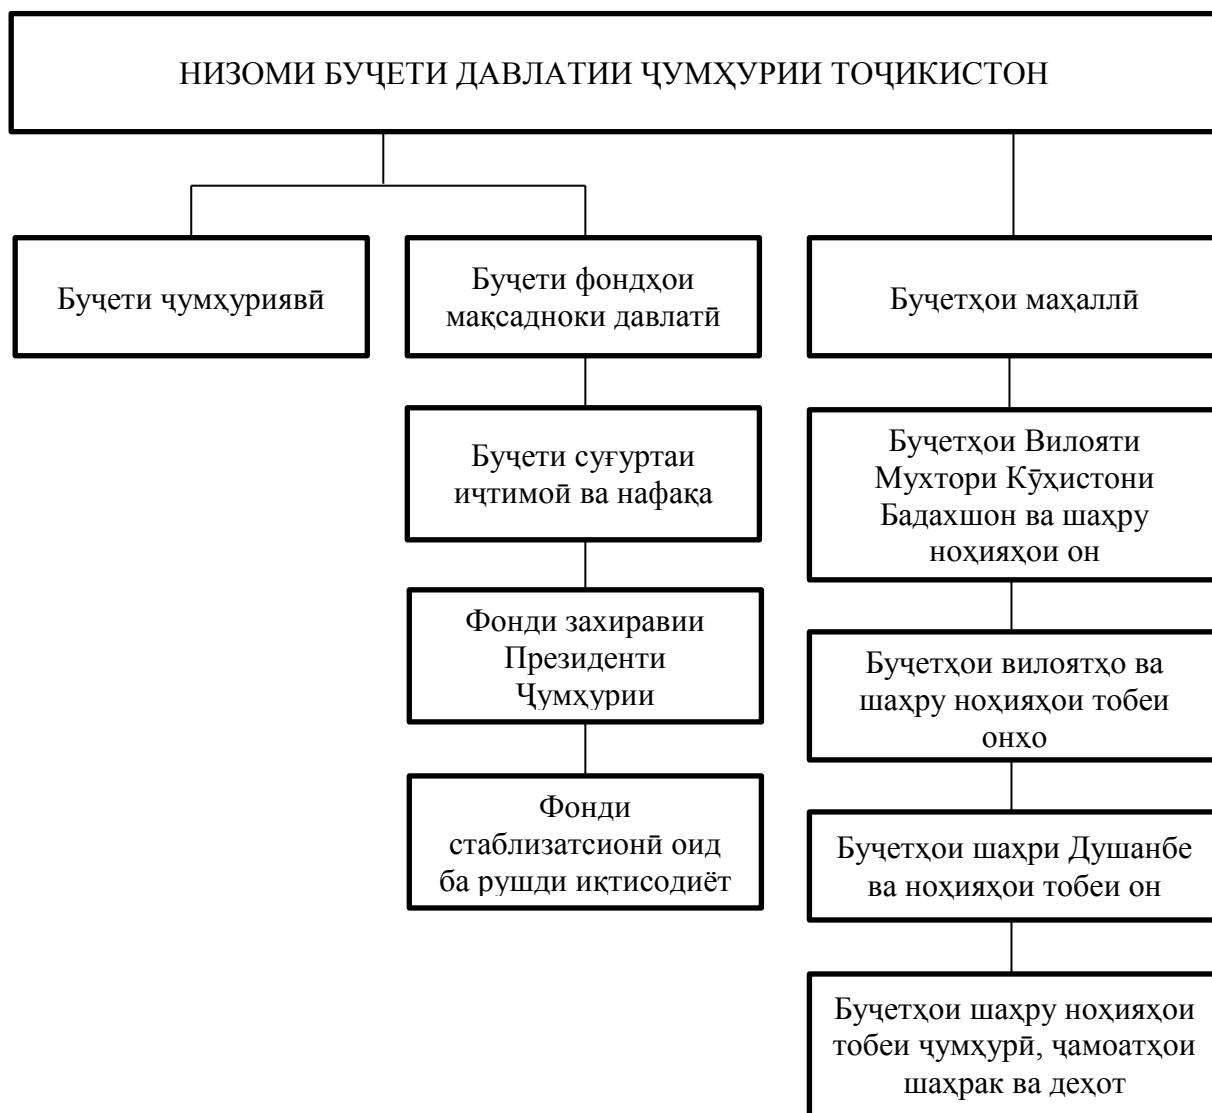 НИЗОМИ БУҶЕТИ ДАВЛАТИИ ҶУМҲУРИИ ТОҶИКИСТОН
Буҷети ҷумҳуриявӣ
Буҷети фондҳои
мақсадноки давлатӣ
Буҷети суғуртаи
иҷтимоӣ ва нафақа
Фонди захиравии
Президенти
Ҷумҳурии
Фонди
стаблизатсионӣ оид
ба рушди иқтисодиёт
Буҷетҳои маҳаллӣ
Буҷетҳои Вилояти
Мухтори Кӯҳистони
Бадахшон ва шаҳру
ноҳияҳои он
Буҷетҳои вилоятҳо ва
шаҳру ноҳияҳои тобеи
онҳо
Буҷетҳои шаҳри Душанбе
ва ноҳияҳои тобеи он
Буҷетҳои шаҳру ноҳияҳои
тобеи ҷумҳурӣ, ҷамоатҳои
шаҳрак ва деҳот